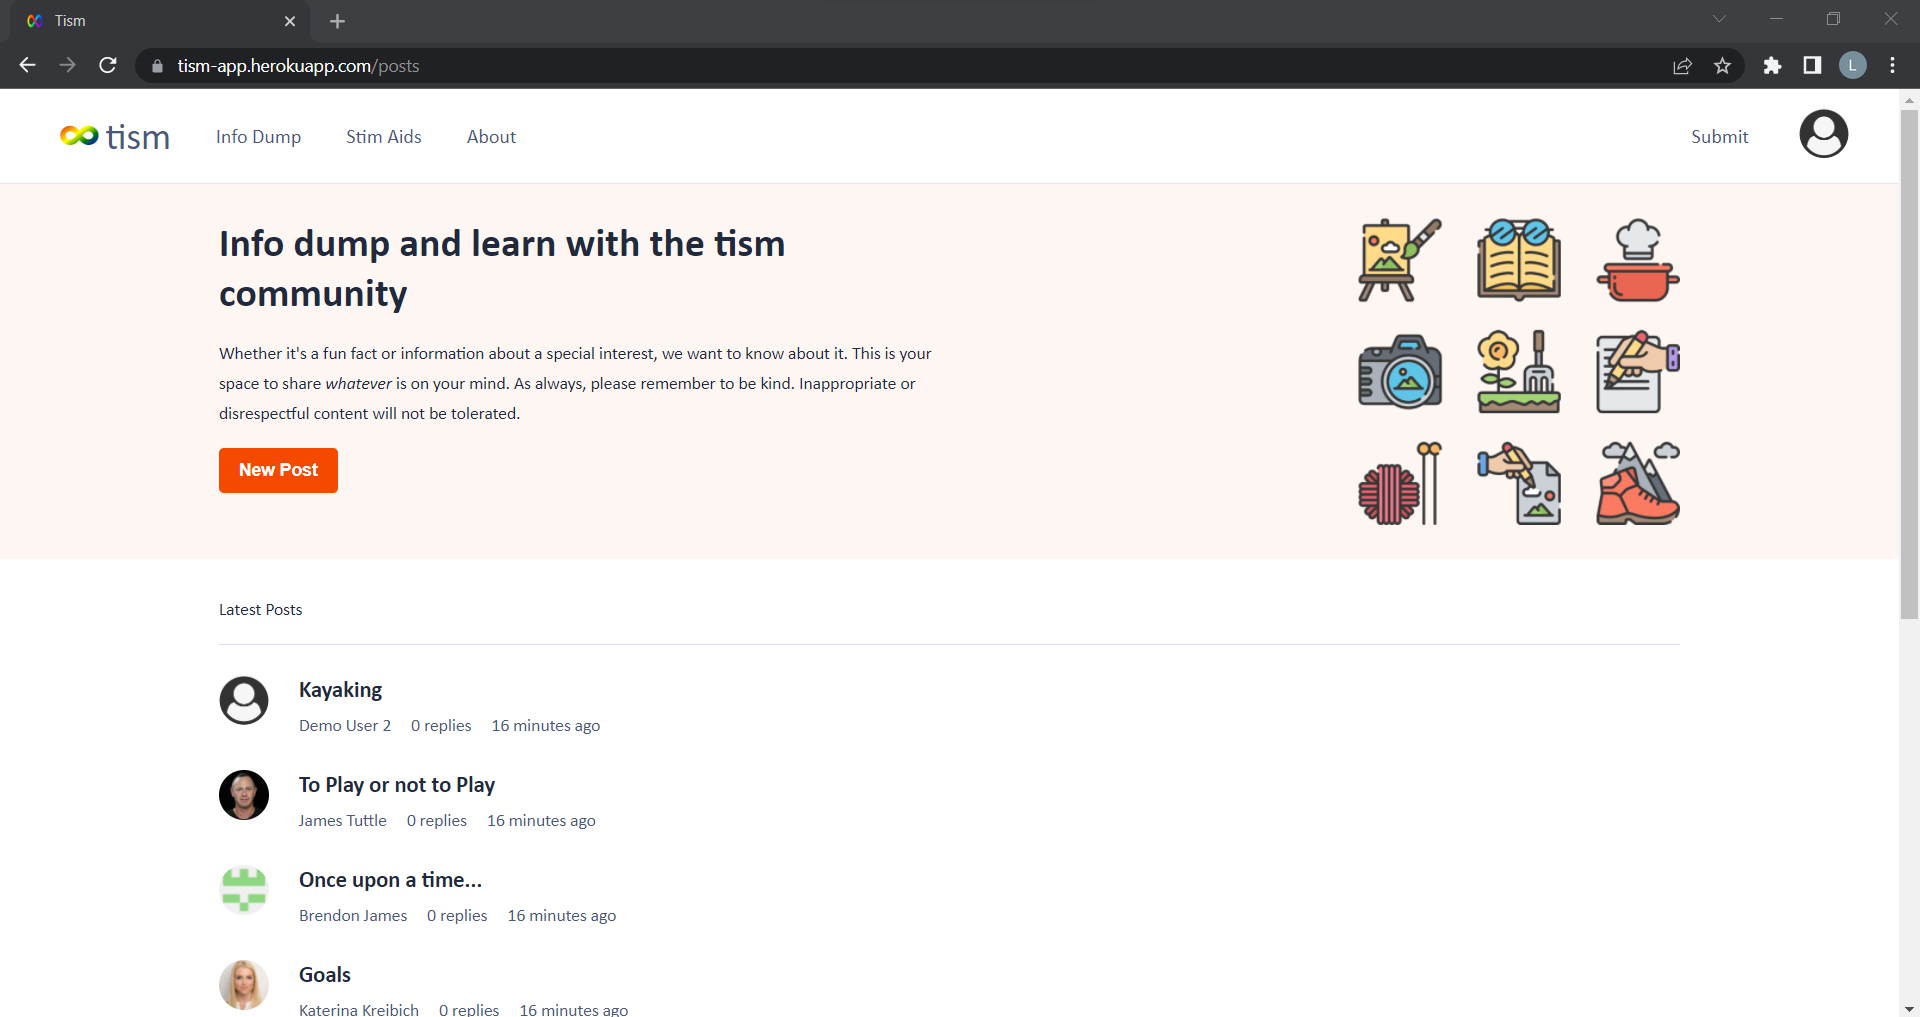 Tism
tism-app.herokuapp.com/posts
L
tism
Info Dump
Stim Aids
About
Submit
Info dump and learn with the tism
community
Whether it's a fun fact or information about a special interest, we want to know about it. This is your
space to share whatever is on your mind. As always, please remember to be kind. Inappropriate or
disrespectful content will not be tolerated.
New Post
Latest Posts
Kayaking
Demo User 2 0 replies 16 minutes ago
To Play or not to Play
James Tuttle 0 replies 16 minutes ago
Once upon a time...
Brendon James 0 replies 16 minutes ago
Goals
Katerina Kreibich 0 replies 16 minutes ago